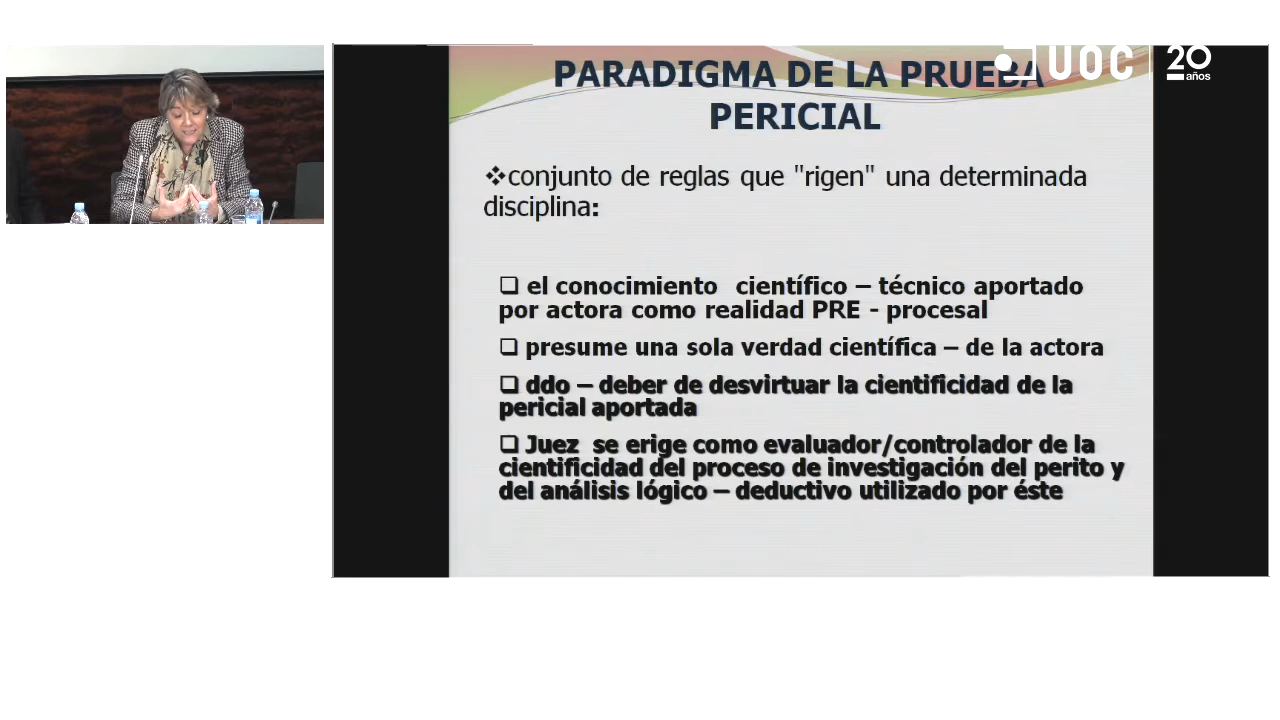 PARADIGMA DE LA PRUEBA
PERICIAL
UOC
20
años
❖conjunto de reglas que "rigen" una determinada
disciplina:
❑ el conocimiento científico – técnico aportado
por actora como realidad PRE - procesal
❑ presume una sola verdad científica – de la actora
❑ ddo – deber de desvirtuar la cientificidad de la
pericial aportada
❑ Juez se erige como evaluador/controlador de la
cientificidad del proceso de investigación del perito y
del análisis lógico – deductivo utilizado por éste